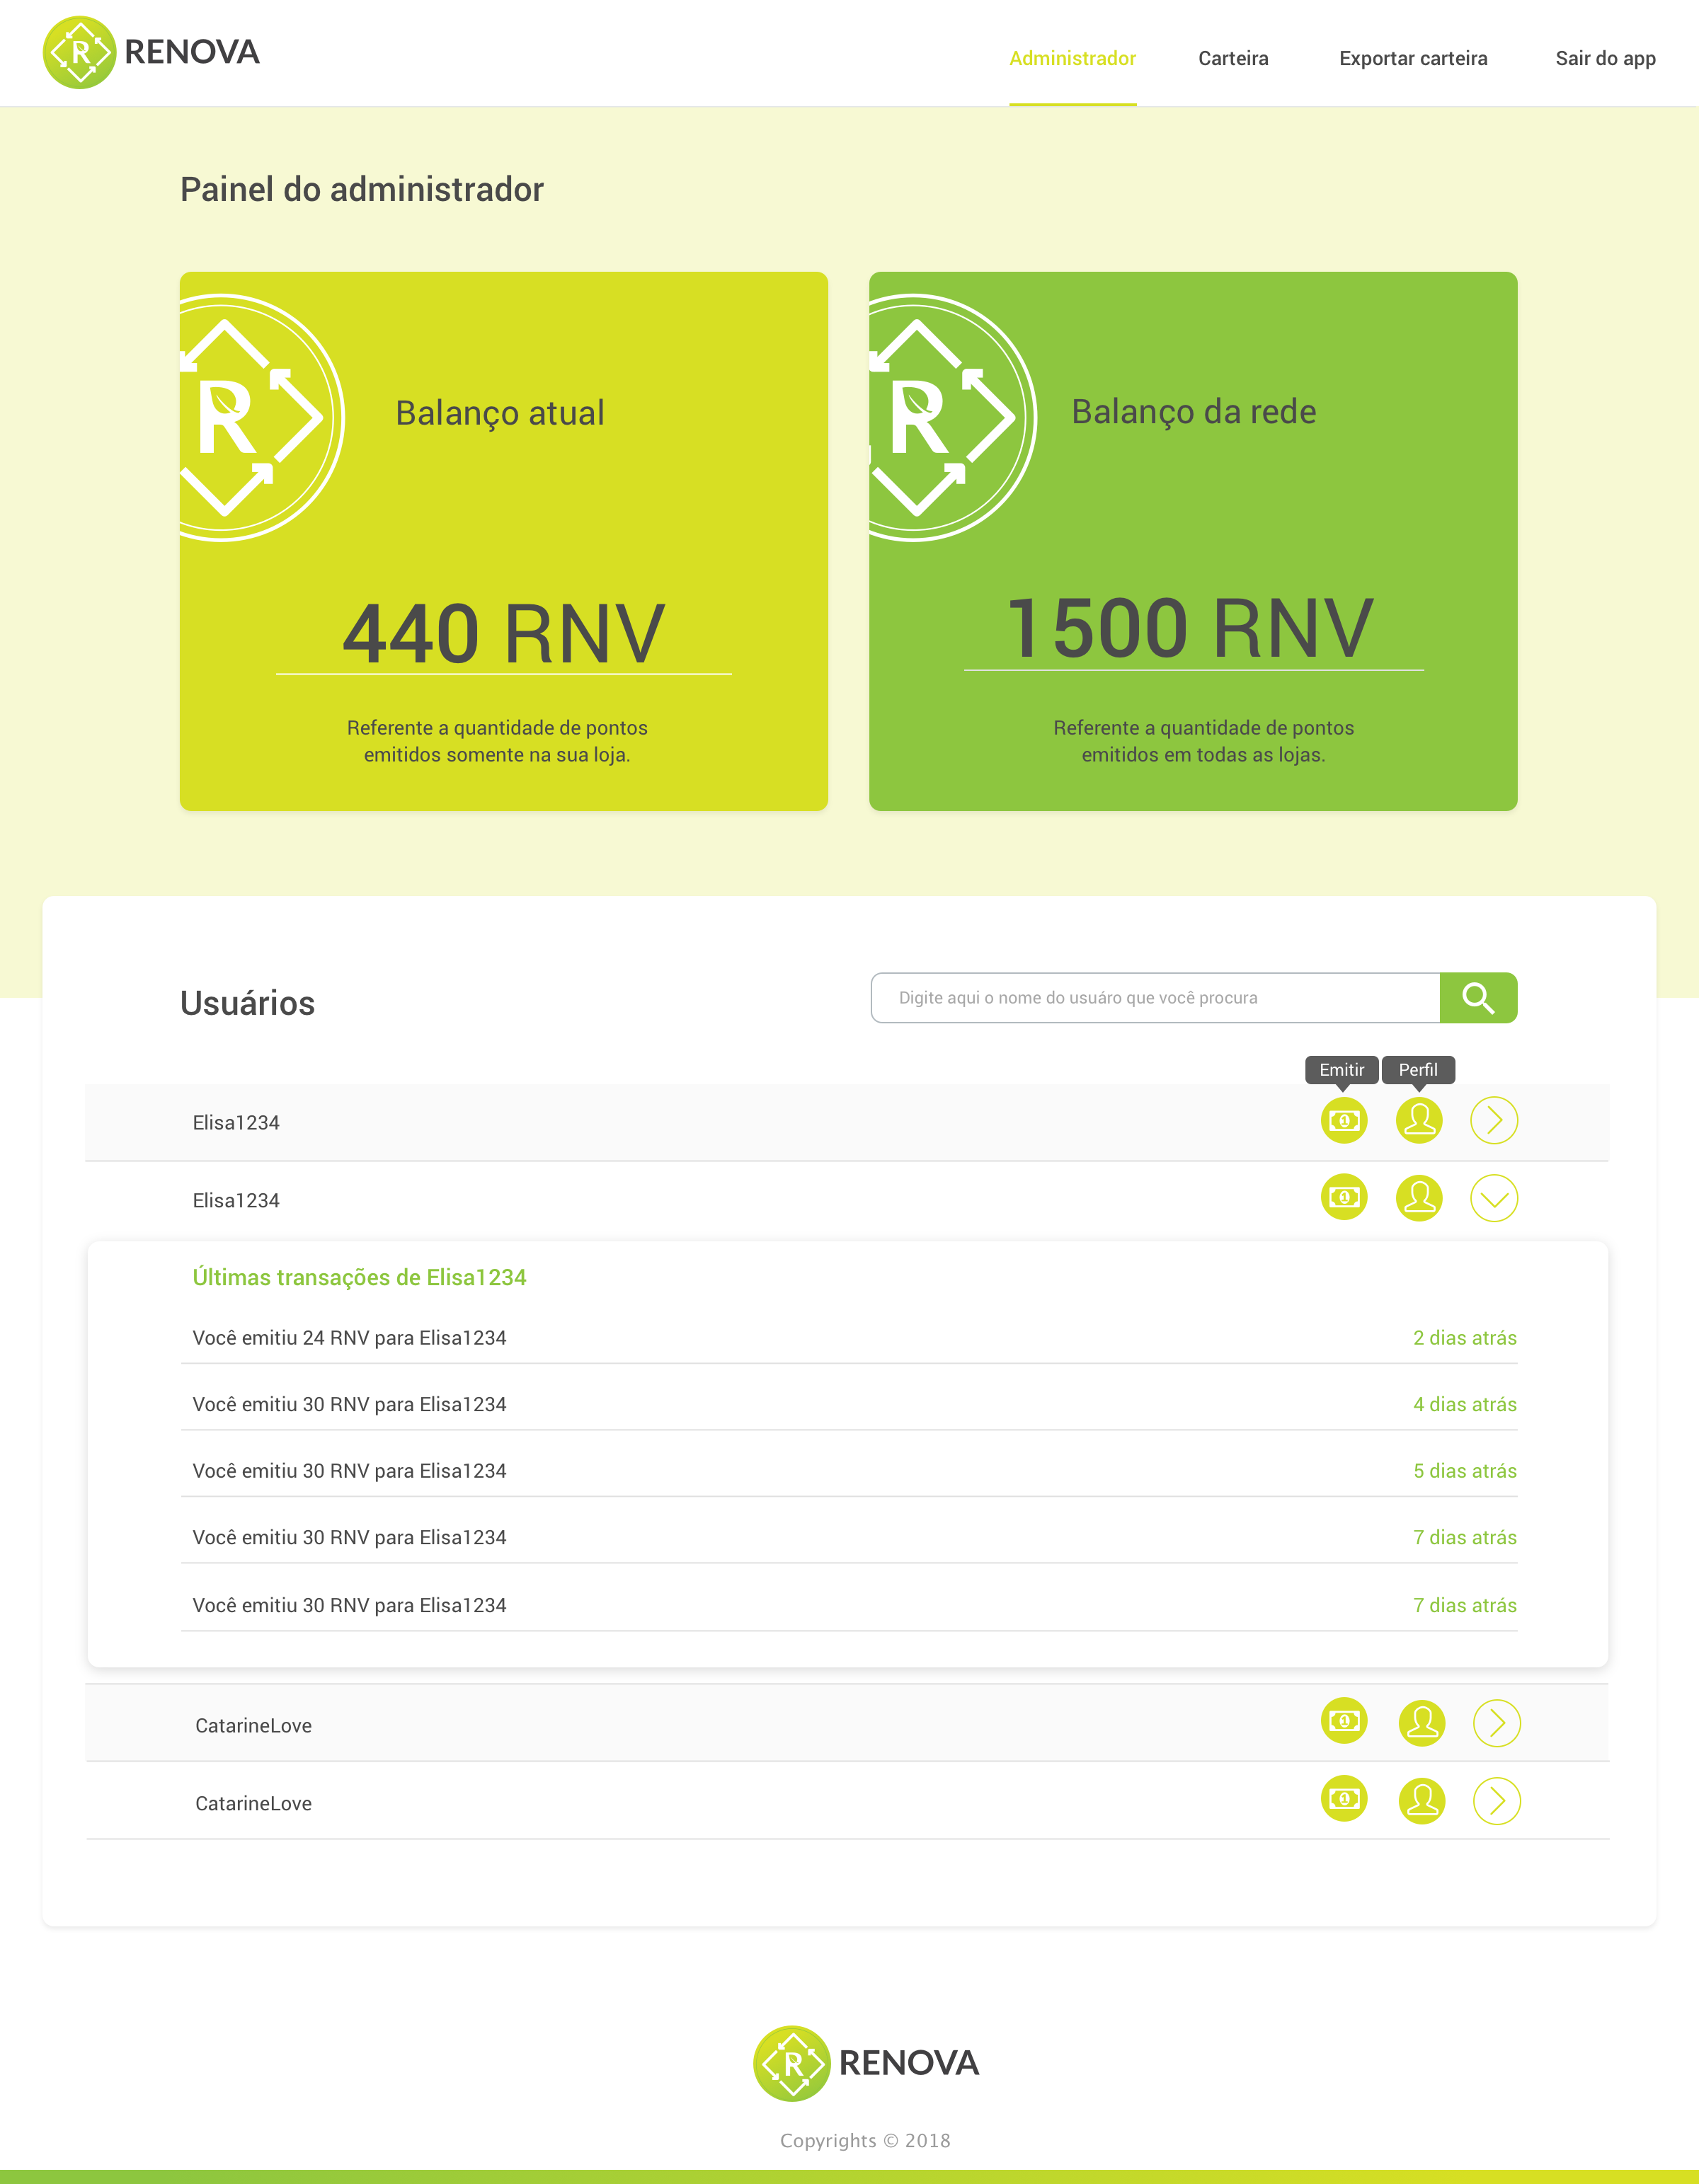 RENOVA
Administrador
Carteira
Exportar carteira
Sair do app
Painel do administrador
Balanço atual
440 RNV
Referente a quantidade de pontos
emitidos somente na sua loja.
Balanço da rede
1500 RNV
Referente a quantidade de pontos
emitidos em todas as lojas.
Usuários
Digite aqui o nome do usuáro que você procura
Emitir
Perfil
Elisa1234
Elisa1234
Últimas transações de Elisa1234
Você emitiu 24 RNV para Elisa1234
2 dias atrás
Você emitiu 30 RNV para Elisa1234
4 dias atrás
Você emitiu 30 RNV para Elisa1234
5 dias atrás
Você emitiu 30 RNV para Elisa1234
7 dias atrás
Você emitiu 30 RNV para Elisa1234
7 dias atrás
CatarineLove
CatarineLove
RENOVA
Copyrights © 2018